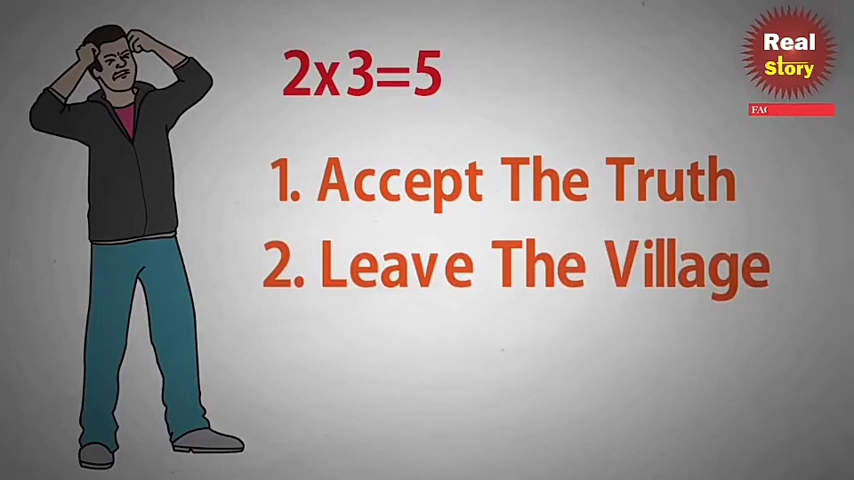 2x3=5
Real
Story
1. Accept The Truth
2. Leave The Village